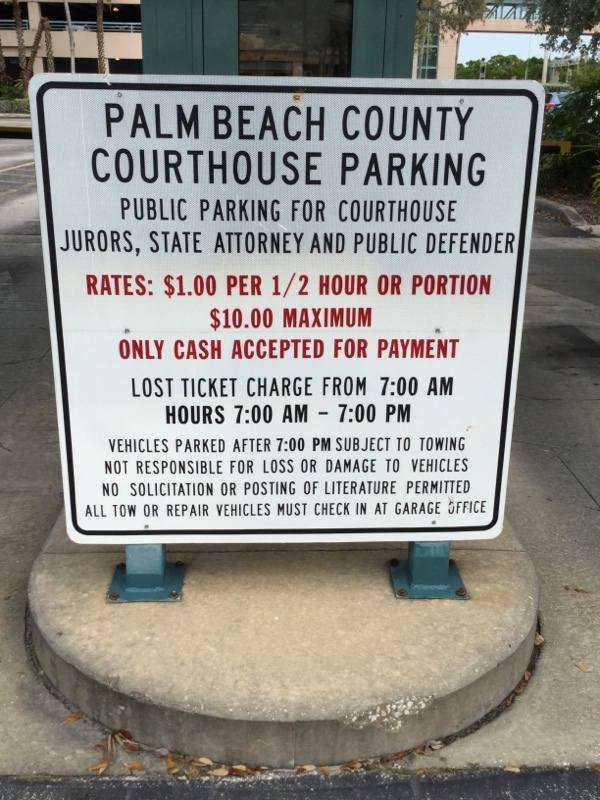 PALM BEACH COUNTY
COURTHOUSE PARKING
PUBLIC PARKING FOR COURTHOUSE
JURORS, STATE ATTORNEY AND PUBLIC DEFENDER
RATES: $1.00 PER 1/2 HOUR OR PORTION
$10.00 MAXIMUM
ONLY CASH ACCEPTED FOR PAYMENT
LOST TICKET CHARGE FROM 7:00 AM
HOURS 7:00 AM – 7:00 PM
VEHICLES PARKED AFTER 7:00 PM SUBJECT TO TOWING
NOT RESPONSIBLE FOR LOSS OR DAMAGE TO VEHICLES
NO SOLICITATION OR POSTING OF LITERATURE PERMITTED
ALL TOW OR REPAIR VEHICLES MUST CHECK IN AT GARAGE OFFICE